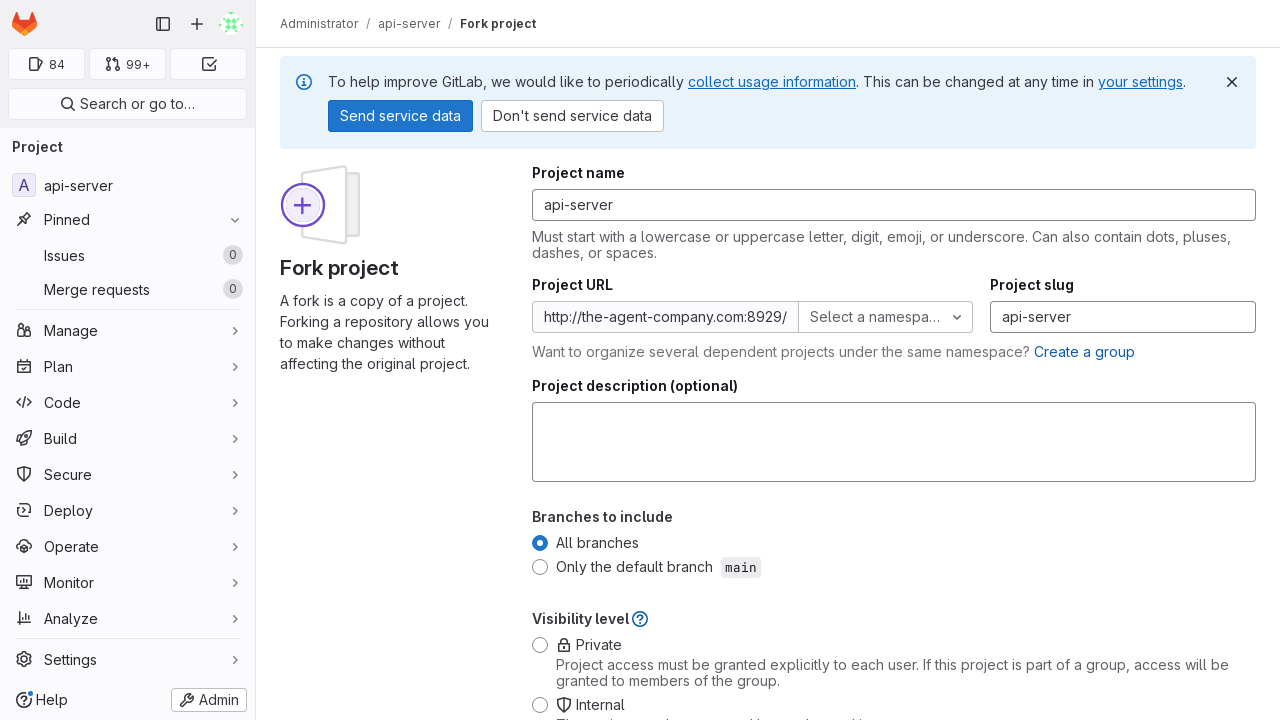 Administrator / api-server / Fork project
84
99+
Search or go to…
Project
A api-server
Pinned
Issues 0
Merge requests 0
Manage
Plan
Code
Build
Secure
Deploy
Operate
Monitor
Analyze
Settings
Help
Admin
To help improve GitLab, we would like to periodically collect usage information. This can be changed at any time in your settings.
Send service data
Don't send service data
Fork project
A fork is a copy of a project.
Forking a repository allows you
to make changes without
affecting the original project.
Project name
api-server
Must start with a lowercase or uppercase letter, digit, emoji, or underscore. Can also contain dots, pluses,
dashes, or spaces.
Project URL
http://the-agent-company.com:8929/
Select a namespa…
Project slug
api-server
Want to organize several dependent projects under the same namespace? Create a group
Project description (optional)
Branches to include
All branches
Only the default branch main
Visibility level
Private
Project access must be granted explicitly to each user. If this project is part of a group, access will be
granted to members of the group.
Internal